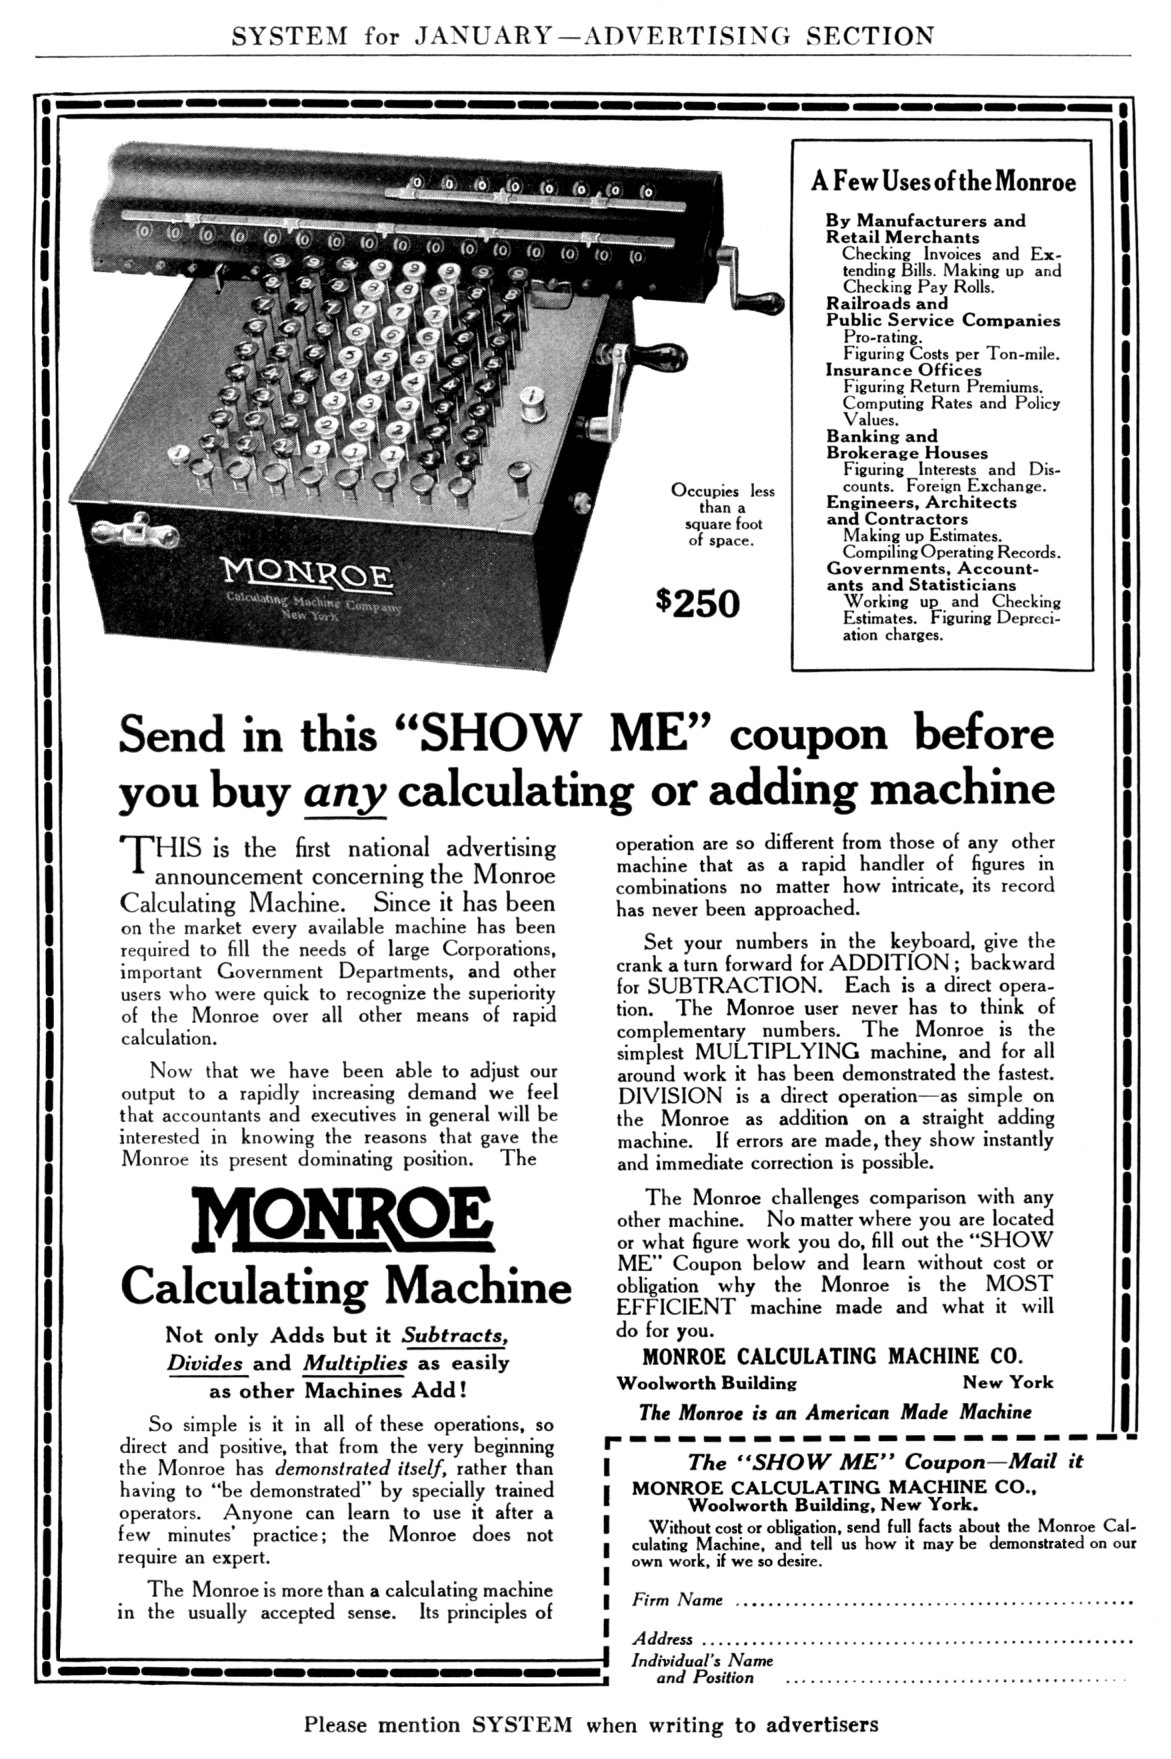 SYSTEM for JANUARY—ADVERTISING SECTION
A Few Uses of the Monroe
By Manufacturers and
Retail Merchants
Checking Invoices and Ex-
tending Bills. Making up and
Checking Pay Rolls.
Railroads and
Public Service Companies
Pro-rating.
Figuring Costs per Ton-mile.
Insurance Offices
Figuring Return Premiums.
Computing Rates and Policy
Values.
Banking and
Brokerage Houses
Figuring Interests and Dis-
counts. Foreign Exchange.
Engineers, Architects
and Contractors
Making up Estimates.
Compiling Operating Records.
Governments, Account-
ants and Statisticians
Working up and Checking
Estimates. Figuring Depreci-
ation charges.
Occupies less
than a
square foot
of space.
$250
MONROE
Calculating Machine Company
New York
Send in this “SHOW ME” coupon before
you buy any calculating or adding machine
THIS is the first national advertising
announcement concerning the Monroe
Calculating Machine. Since it has been
on the market every available machine has been
required to fill the needs of large Corporations,
important Government Departments, and other
users who were quick to recognize the superiority
of the Monroe over all other means of rapid
calculation.
Now that we have been able to adjust our
output to a rapidly increasing demand we feel
that accountants and executives in general will be
interested in knowing the reasons that gave the
Monroe its present dominating position. The
MONROE
Calculating Machine
Not only Adds but it Subtracts,
Divides and Multiplies as easily
as other Machines Add!
So simple is it in all of these operations, so
direct and positive, that from the very beginning
the Monroe has demonstrated itself, rather than
having to “be demonstrated” by specially trained
operators. Anyone can learn to use it after a
few minutes’ practice; the Monroe does not
require an expert.
The Monroe is more than a calculating machine
in the usually accepted sense. Its principles of
operation are so different from those of any other
machine that as a rapid handler of figures in
combinations no matter how intricate, its record
has never been approached.
Set your numbers in the keyboard, give the
crank a turn forward for ADDITION; backward
for SUBTRACTION. Each is a direct opera-
tion. The Monroe user never has to think of
complementary numbers. The Monroe is the
simplest MULTIPLYING machine, and for all
around work it has been demonstrated the fastest.
DIVISION is a direct operation—as simple on
the Monroe as addition on a straight adding
machine. If errors are made, they show instantly
and immediate correction is possible.
The Monroe challenges comparison with any
other machine. No matter where you are located
or what figure work you do, fill out the “SHOW
ME” Coupon below and learn without cost or
obligation why the Monroe is the MOST
EFFICIENT machine made and what it will
do for you.
MONROE CALCULATING MACHINE CO.
Woolworth Building New York
The Monroe is an American Made Machine
The “SHOW ME” Coupon—Mail it
MONROE CALCULATING MACHINE CO.,
Woolworth Building, New York.
Without cost or obligation, send full facts about the Monroe Cal-
culating Machine, and tell us how it may be demonstrated on our
own work, if we so desire.
Firm Name
Address
Individual’s Name
and Position
Please mention SYSTEM when writing to advertisers